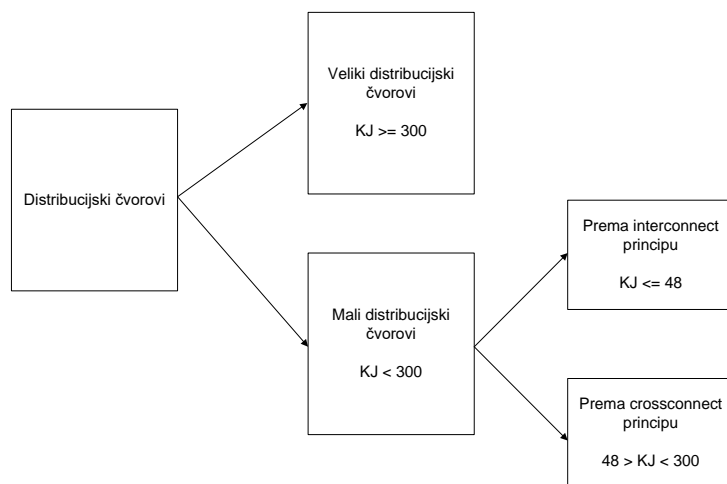 Distribucijski čvorovi
Veliki distribucijski
čvorovi
KJ >= 300
Mali distribucijski
čvorovi
KJ < 300
Prema interconnect
principu
KJ <= 48
Prema crossconnect
principu
48 > KJ < 300